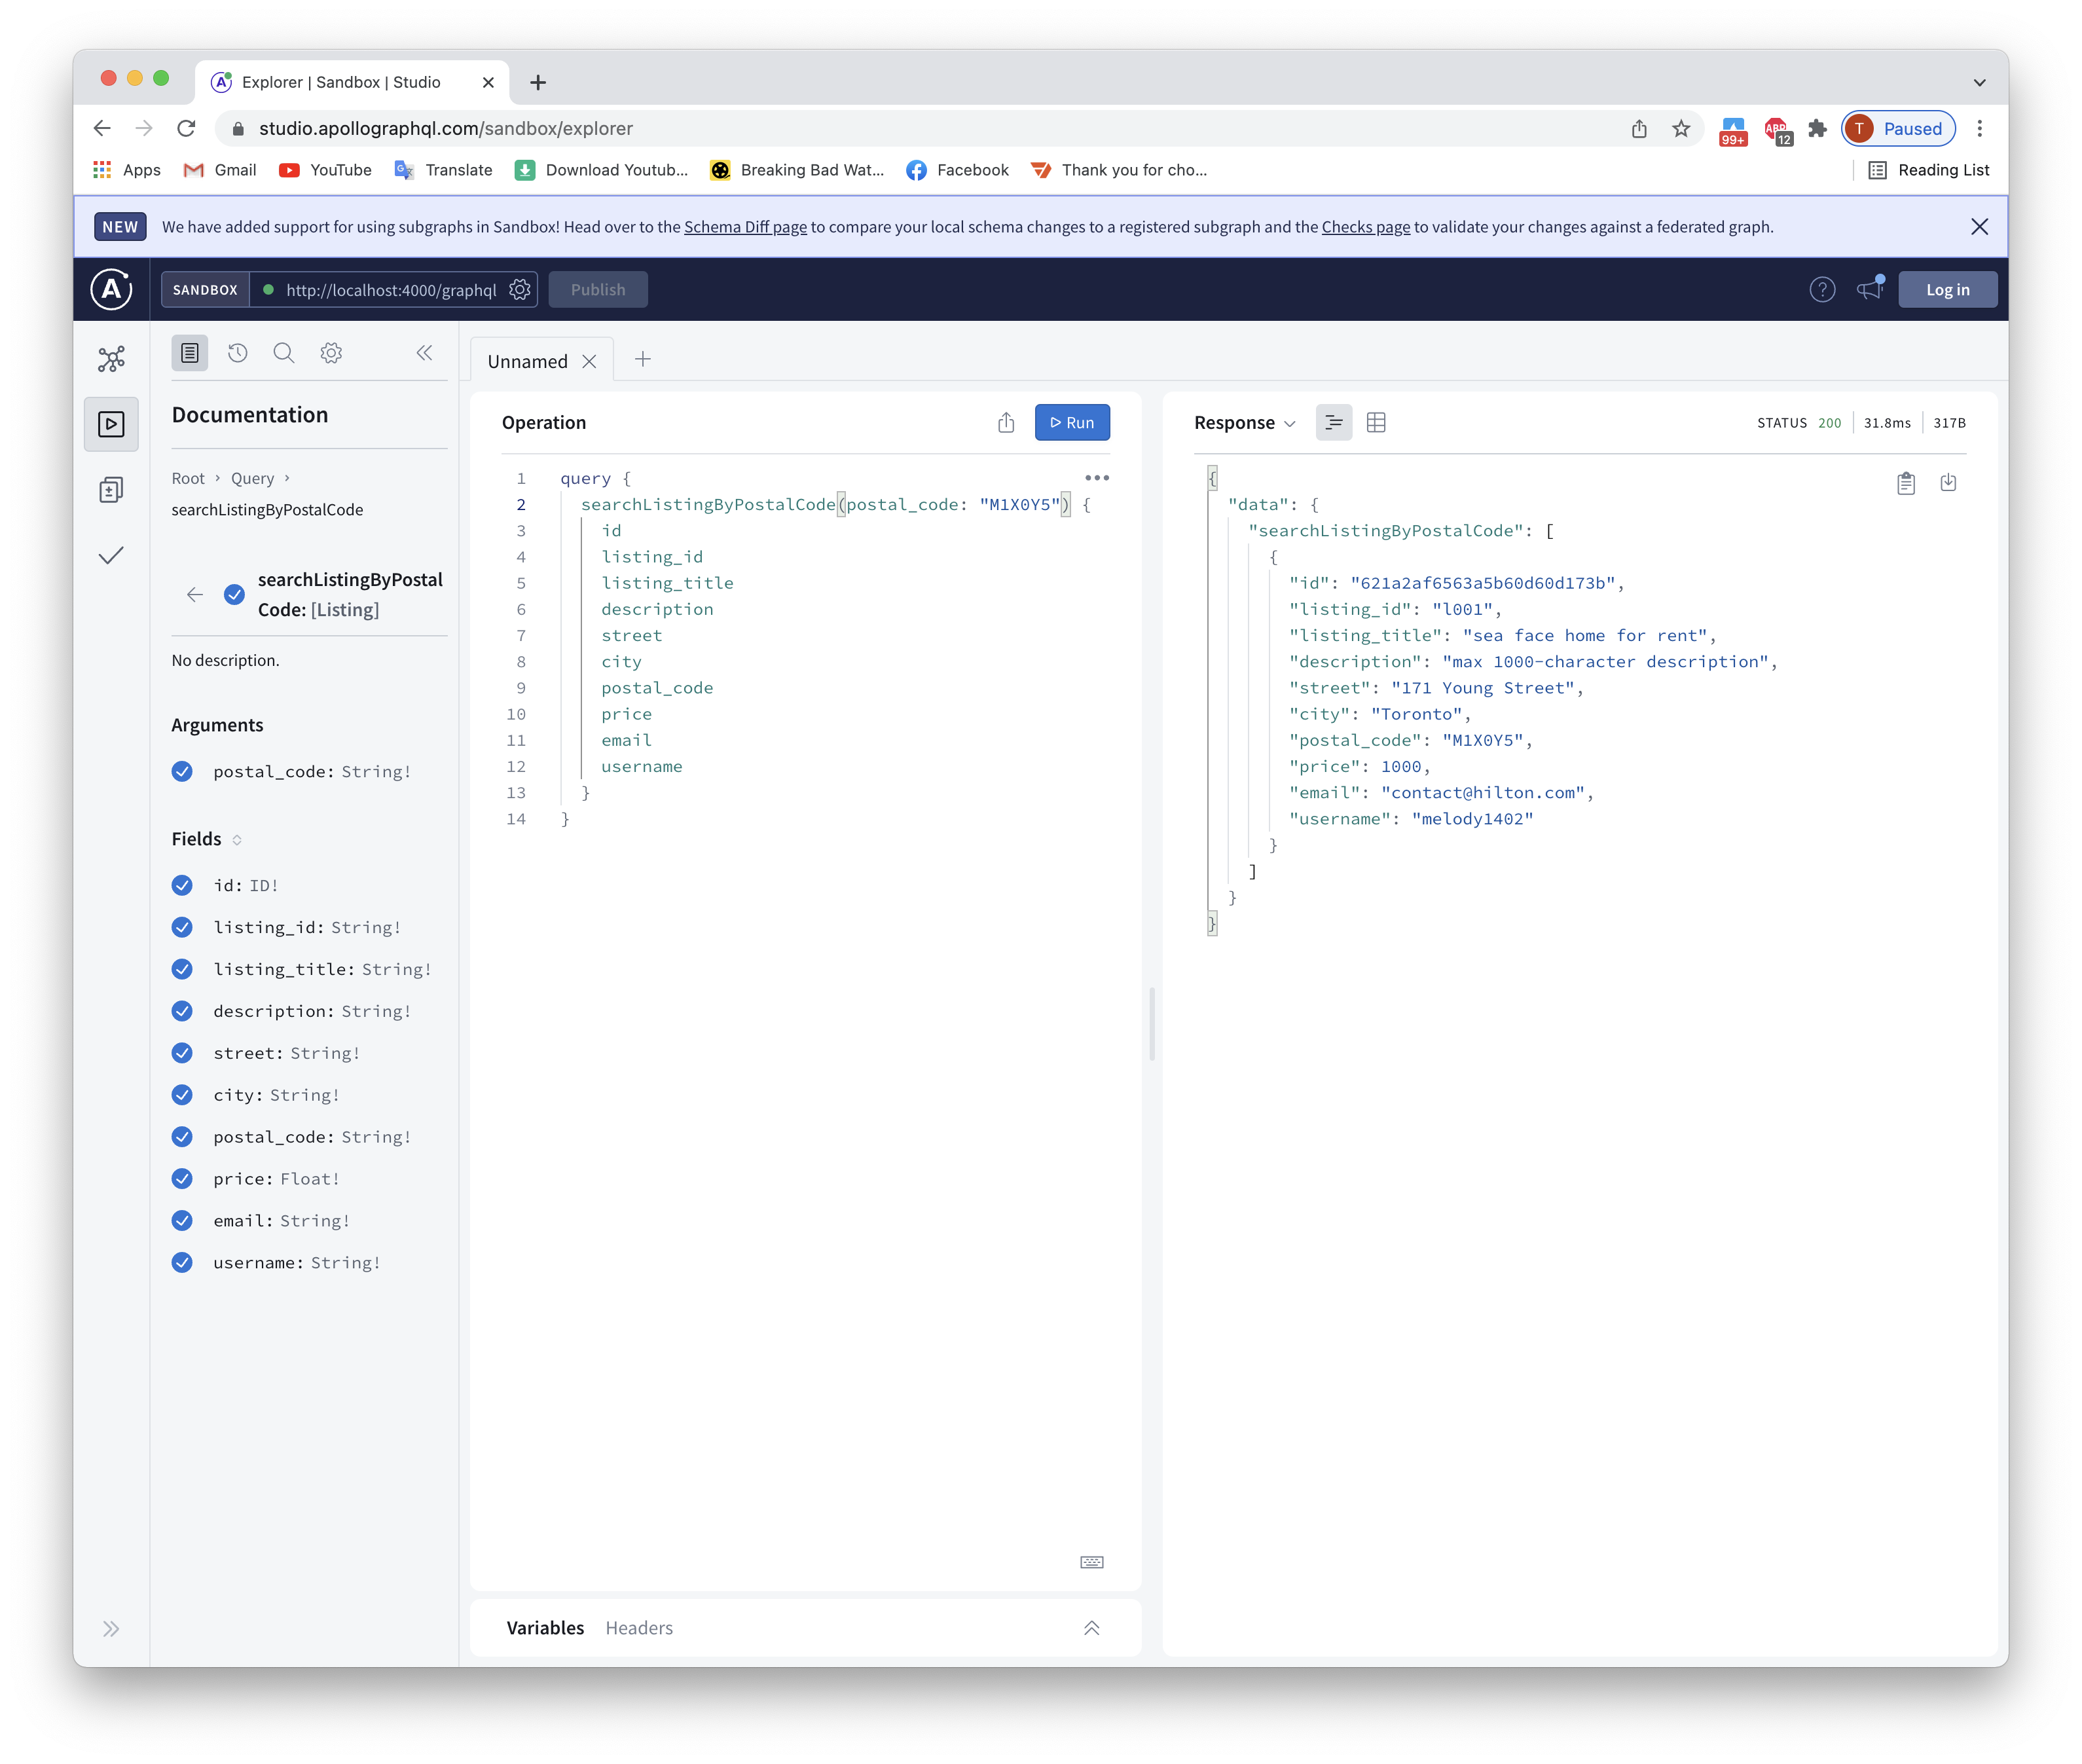 Explorer | Sandbox | Studio
studio.apollographql.com/sandbox/explorer
99+
ABP
12
T
Paused
Apps
Gmail
YouTube
Translate
Download Youtub...
Breaking Bad Wat...
Facebook
Thank you for cho...
Reading List
NEW
We have added support for using subgraphs in Sandbox! Head over to the Schema Diff page to compare your local schema changes to a registered subgraph and the Checks page to validate your changes against a federated graph.
A
SANDBOX
http://localhost:4000/graphql
Publish
?
Log in
Documentation
Root › Query ›
searchListingByPostalCode
searchListingByPostal
Code: [Listing]
No description.
Arguments
postal_code: String!
Fields
id: ID!
listing_id: String!
listing_title: String!
description: String!
street: String!
city: String!
postal_code: String!
price: Float!
email: String!
username: String!
Unnamed
Operation
Run
1 query {
2 searchListingByPostalCode(postal_code: "M1X0Y5") {
3 id
4 listing_id
5 listing_title
6 description
7 street
8 city
9 postal_code
10 price
11 email
12 username
13 }
14 }
Variables
Headers
Response
STATUS 200
31.8ms
317B
{
"data": {
"searchListingByPostalCode": [
{
"id": "621a2af6563a5b60d60d173b",
"listing_id": "l001",
"listing_title": "sea face home for rent",
"description": "max 1000-character description",
"street": "171 Young Street",
"city": "Toronto",
"postal_code": "M1X0Y5",
"price": 1000,
"email": "contact@hilton.com",
"username": "melody1402"
}
]
}
}